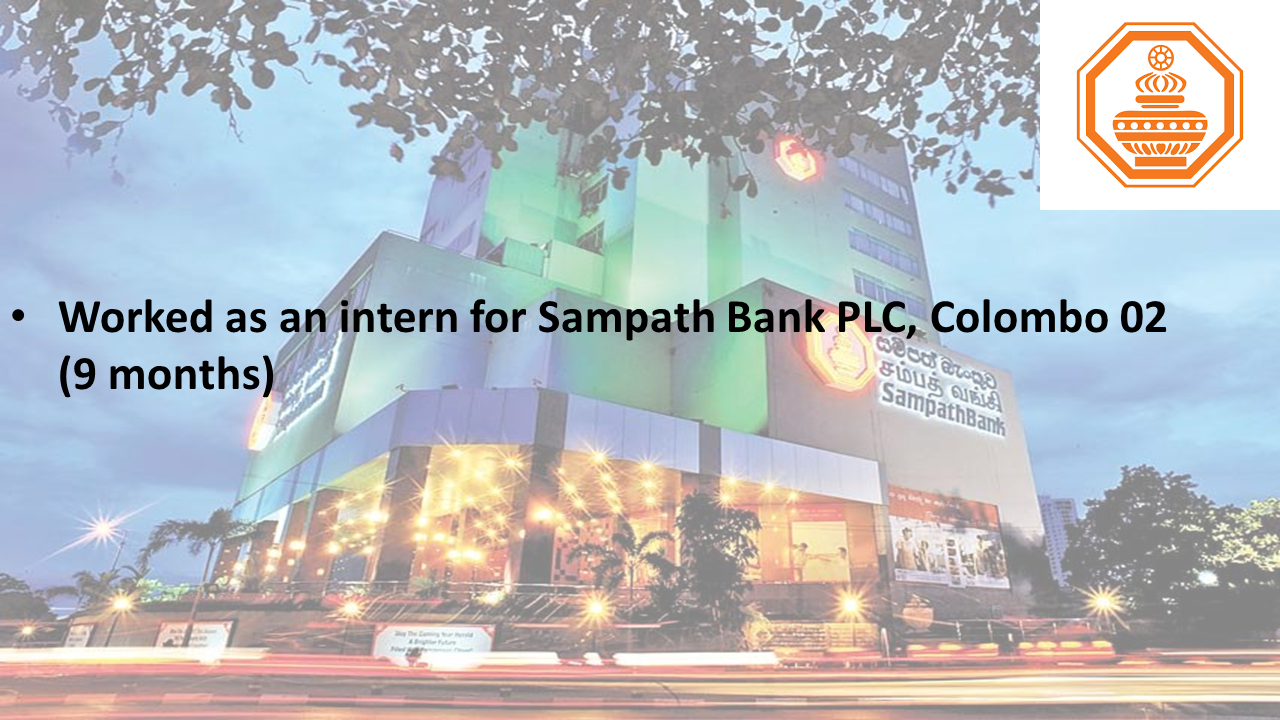 • Worked as an intern for Sampath Bank PLC, Colombo 02
(9 months)
සම්පත් බැංකුව
சம்பத் வங்கி
SampathBank